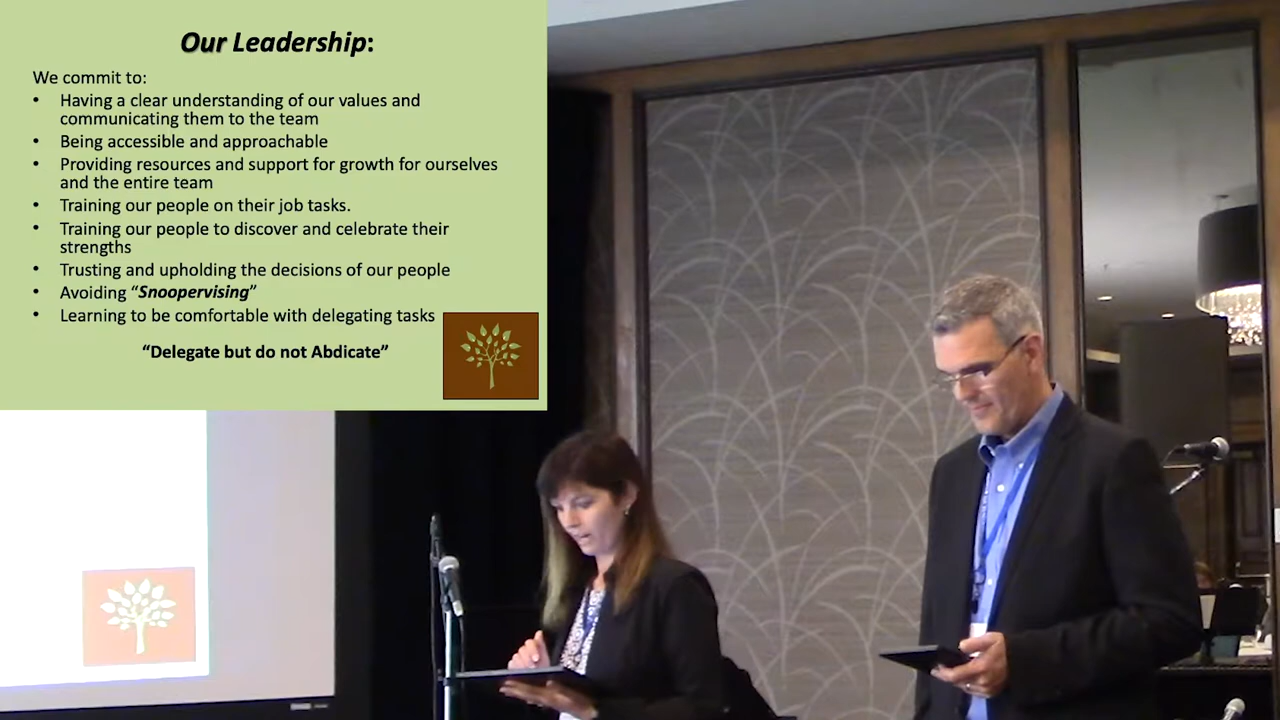 Our Leadership:
We commit to:
• Having a clear understanding of our values and
communicating them to the team
• Being accessible and approachable
• Providing resources and support for growth for ourselves
and the entire team
• Training our people on their job tasks.
• Training our people to discover and celebrate their
strengths
• Trusting and upholding the decisions of our people
• Avoiding “Snoopervising”
• Learning to be comfortable with delegating tasks
“Delegate but do not Abdicate”